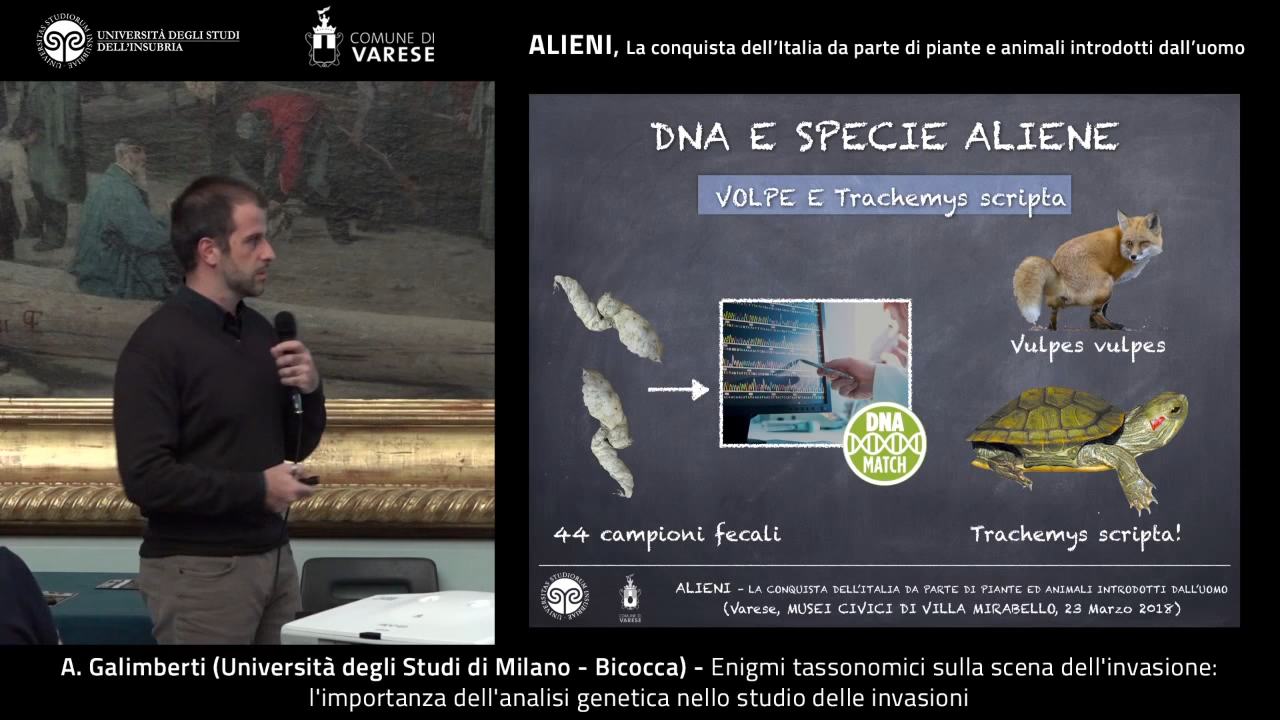 UNIVERSITÀ DEGLI STUDI
DELL'INSUBRIA
COMUNE DI
VARESE
ALIENI, La conquista dell'Italia da parte di piante e animali introdotti dall'uomo
DNA E SPECIE ALIENE
VOLPE E Trachemys scripta
Vulpes vulpes
DNA
MATCH
44 campioni fecali
Trachemys scripta!
ALIENI - LA CONQUISTA DELL'ITALIA DA PARTE DI PIANTE ED ANIMALI INTRODOTTI DALL'UOMO
(Varese, MUSEI CIVICI DI VILLA MIRABELLO, 23 Marzo 2018)
COMUNE DI
VARESE
A. Galimberti (Università degli Studi di Milano - Bicocca) - Enigmi tassonomici sulla scena dell'invasione:
l'importanza dell'analisi genetica nello studio delle invasioni